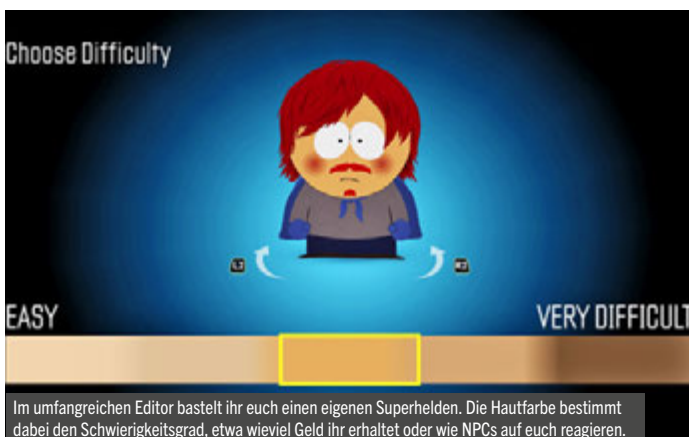 Choose Difficulty
EASY
VERY DIFFICULT
Im umfangreichen Editor bastelt ihr euch einen eigenen Superhelden. Die Hautfarbe bestimmt
dabei den Schwierigkeitsgrad, etwa wieviel Geld ihr erhaltet oder wie NPCs auf euch reagieren.